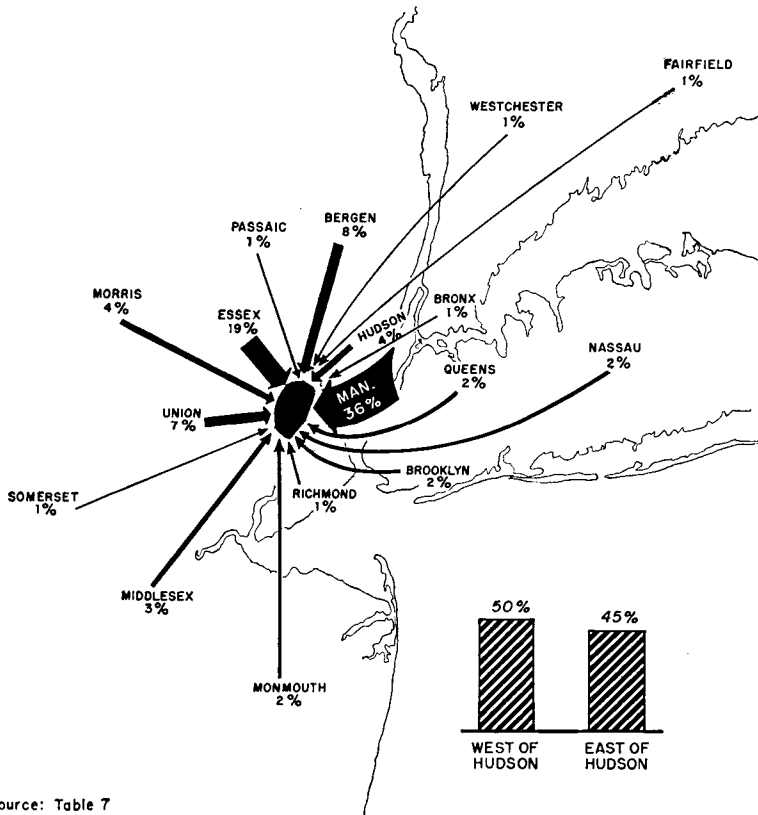 FAIRFIELD
1%
WESTCHESTER
1%
BERGEN
8%
PASSAIC
1%
MORRIS
4%
ESSEX
19%
HUDSON
4%
BRONX
1%
NASSAU
2%
QUEENS
2%
MAN.
36%
UNION
7%
BROOKLYN
2%
SOMERSET
1%
RICHMOND
1%
MIDDLESEX
3%
MONMOUTH
2%
50%
45%
WEST OF
HUDSON
EAST OF
HUDSON
ource: Table 7